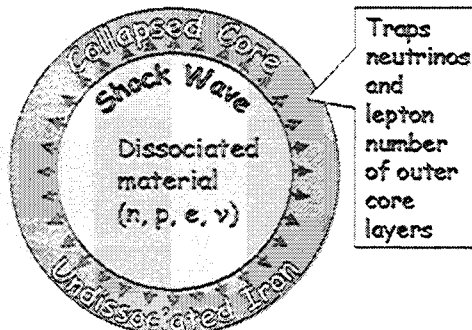 Collapsed Core
Shock Wave
Dissociated
material
(n, p, e, ν)
Undissociated Iron
Traps
neutrinos
and
lepton
number
of outer
core
layers